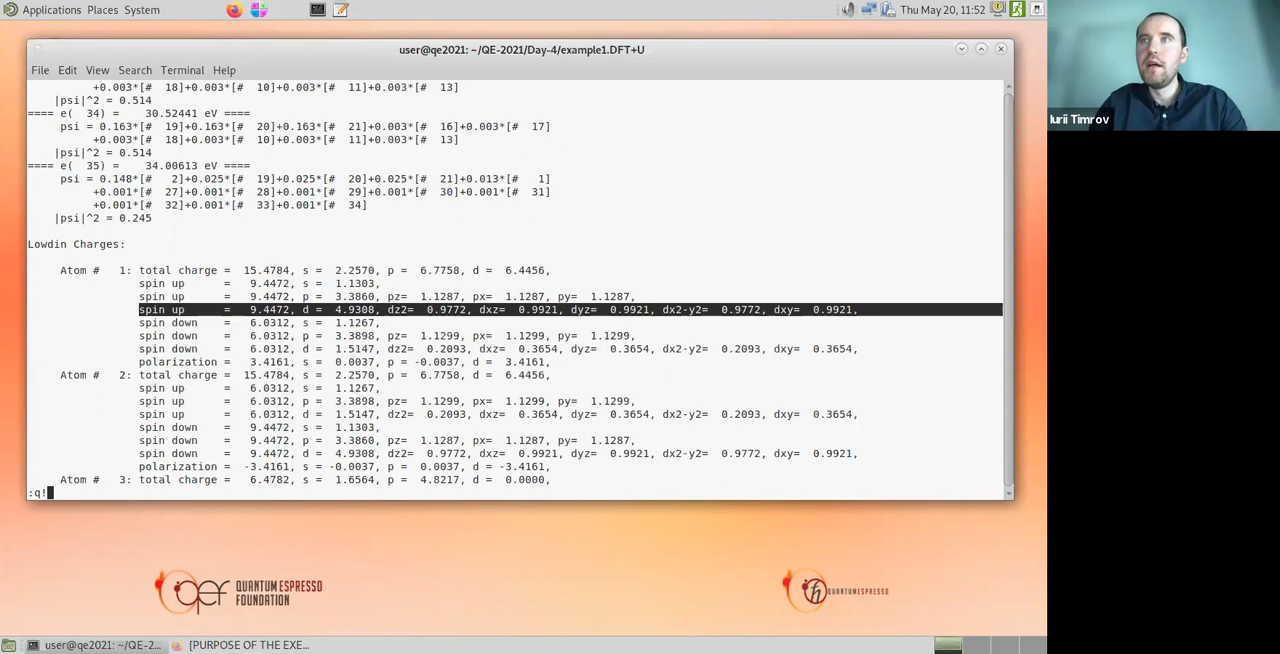 Applications Places System
Thu May 20, 11:52
user@qe2021: ~/QE-2021/Day-4/example1.DFT+U
File Edit View Search Terminal Help
+0.003*[# 18]+0.003*[# 10]+0.003*[# 11]+0.003*[# 13]
|psi|^2 = 0.514
==== e( 34) = 30.52441 eV ====
psi = 0.163*[# 19]+0.163*[# 20]+0.163*[# 21]+0.003*[# 16]+0.003*[# 17]
+0.003*[# 18]+0.003*[# 10]+0.003*[# 11]+0.003*[# 13]
|psi|^2 = 0.514
==== e( 35) = 34.00613 eV ====
psi = 0.148*[# 2]+0.025*[# 19]+0.025*[# 20]+0.025*[# 21]+0.013*[# 1]
+0.001*[# 27]+0.001*[# 28]+0.001*[# 29]+0.001*[# 30]+0.001*[# 31]
+0.001*[# 32]+0.001*[# 33]+0.001*[# 34]
|psi|^2 = 0.245
Lowdin Charges:
Atom # 1: total charge = 15.4784, s = 2.2570, p = 6.7758, d = 6.4456,
spin up = 9.4472, s = 1.1303,
spin up = 9.4472, p = 3.3860, pz= 1.1287, px= 1.1287, py= 1.1287,
spin up = 9.4472, d = 4.9308, dz2= 0.9772, dxz= 0.9921, dyz= 0.9921, dx2-y2= 0.9772, dxy= 0.9921,
spin down = 6.0312, s = 1.1267,
spin down = 6.0312, p = 3.3898, pz= 1.1299, px= 1.1299, py= 1.1299,
spin down = 6.0312, d = 1.5147, dz2= 0.2093, dxz= 0.3654, dyz= 0.3654, dx2-y2= 0.2093, dxy= 0.3654,
polarization = 3.4161, s = 0.0037, p = -0.0037, d = 3.4161,
Atom # 2: total charge = 15.4784, s = 2.2570, p = 6.7758, d = 6.4456,
spin up = 6.0312, s = 1.1267,
spin up = 6.0312, p = 3.3898, pz= 1.1299, px= 1.1299, py= 1.1299,
spin up = 6.0312, d = 1.5147, dz2= 0.2093, dxz= 0.3654, dyz= 0.3654, dx2-y2= 0.2093, dxy= 0.3654,
spin down = 9.4472, s = 1.1303,
spin down = 9.4472, p = 3.3860, pz= 1.1287, px= 1.1287, py= 1.1287,
spin down = 9.4472, d = 4.9308, dz2= 0.9772, dxz= 0.9921, dyz= 0.9921, dx2-y2= 0.9772, dxy= 0.9921,
polarization = -3.4161, s = -0.0037, p = 0.0037, d = -3.4161,
Atom # 3: total charge = 6.4782, s = 1.6564, p = 4.8217, d = 0.0000,
:q!
Iurii Timrov
QUANTUM ESPRESSO
FOUNDATION
QUANTUMESPRESSO
user@qe2021: ~/QE-2...
[PURPOSE OF THE EXE...